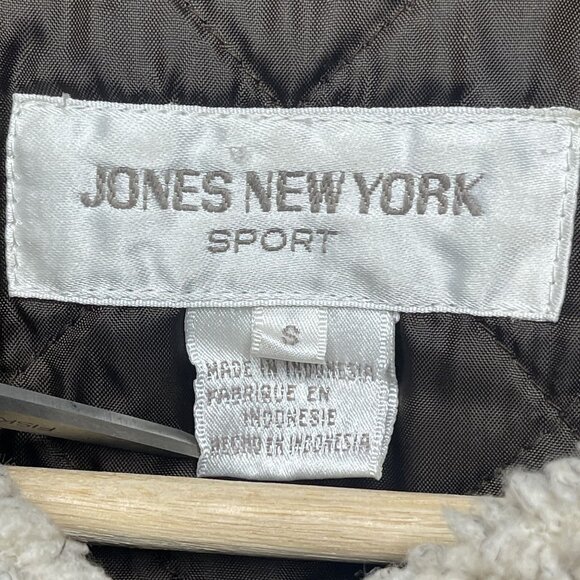 JONES NEW YORK
SPORT
S
MADE IN INDONESIA
FABRIQUE EN
INDONESIE
HECHO EN INDONESIA